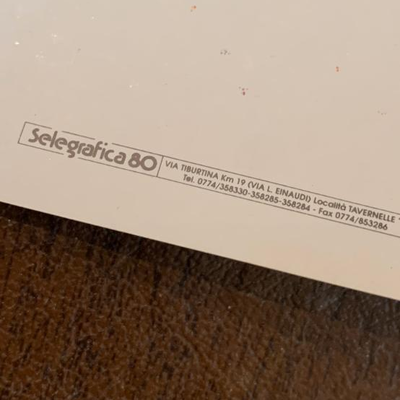 Selegrafica 80
VIA TIBURTINA Km 19 (VIA L. EINAUDI) Località TAVERNELLE
Tel. 0774/358330-358285-358284 - Fax 0774/853286